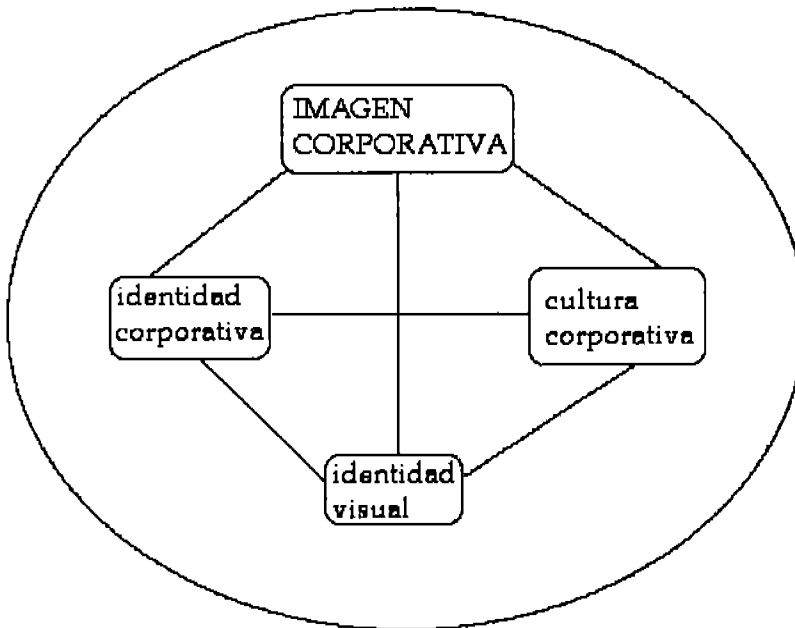 IMAGEN
CORPORATIVA
identidad
corporativa
cultura
corporativa
identidad
visual